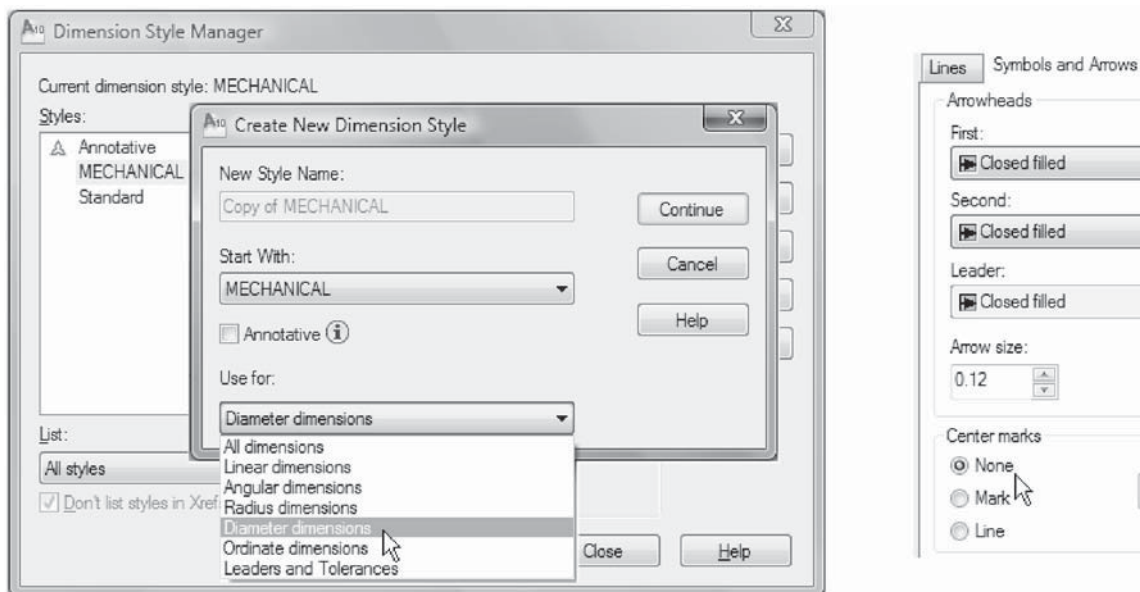 A10 Dimension Style Manager
Current dimension style: MECHANICAL
Styles:
Annotative
MECHANICAL
Standard
List:
All styles
Don't list styles in Xref
Close
Help
A10 Create New Dimension Style
New Style Name:
Copy of MECHANICAL
Continue
Start With:
Cancel
MECHANICAL
Annotative i
Help
Use for:
Diameter dimensions
All dimensions
Linear dimensions
Angular dimensions
Radius dimensions
Diameter dimensions
Ordinate dimensions
Leaders and Tolerances
Lines Symbols and Arrows
Arrowheads
First:
Closed filled
Second:
Closed filled
Leader:
Closed filled
Arrow size:
0.12
Center marks
None
Mark
Line